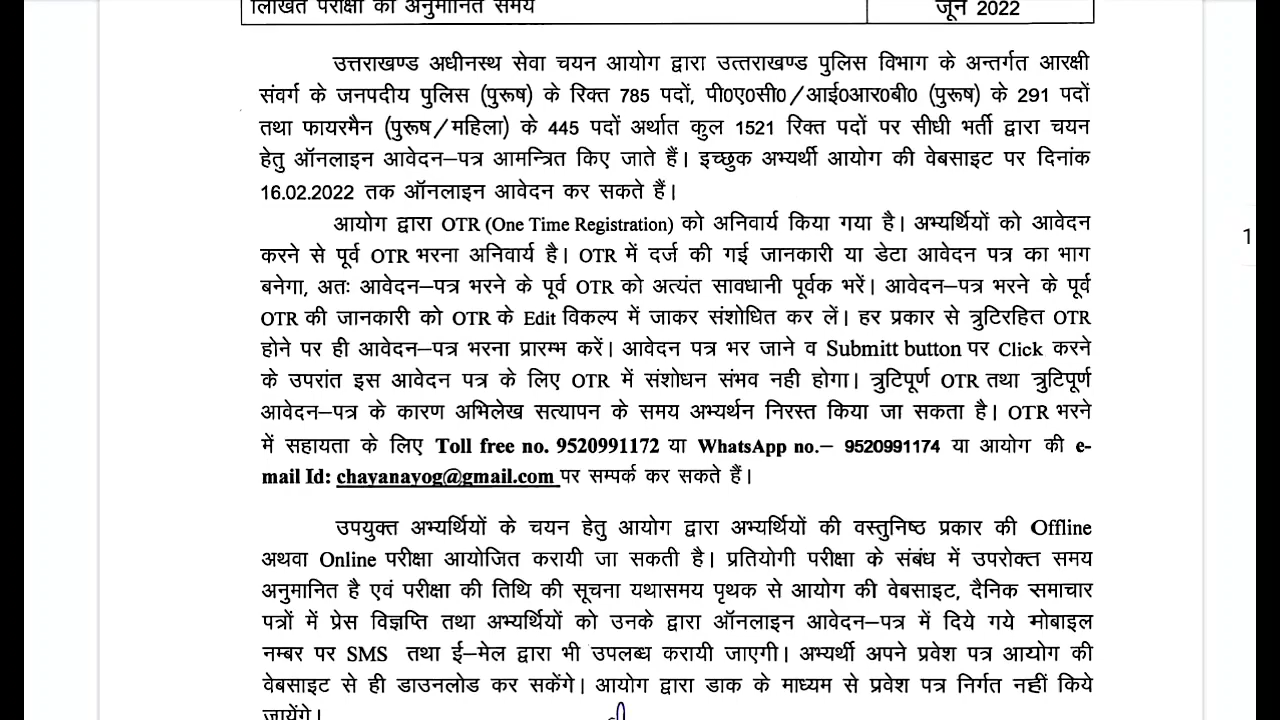 लिखित परीक्षा का अनुमानित समय
जून 2022
उत्तराखण्ड अधीनस्थ सेवा चयन आयोग द्वारा उत्तराखण्ड पुलिस विभाग के अन्तर्गत आरक्षी
संवर्ग के जनपदीय पुलिस (पुरूष) के रिक्त 785 पदों, पी0ए0सी0/आई0आर0बी0 (पुरूष) के 291 पदों
तथा फायरमैन (पुरूष/महिला) के 445 पदों अर्थात कुल 1521 रिक्त पदों पर सीधी भर्ती द्वारा चयन
हेतु ऑनलाइन आवेदन–पत्र आमन्त्रित किए जाते हैं। इच्छुक अभ्यर्थी आयोग की वेबसाइट पर दिनांक
16.02.2022 तक ऑनलाइन आवेदन कर सकते हैं।
आयोग द्वारा OTR (One Time Registration) को अनिवार्य किया गया है। अभ्यर्थियों को आवेदन
करने से पूर्व OTR भरना अनिवार्य है। OTR में दर्ज की गई जानकारी या डेटा आवेदन पत्र का भाग
1
बनेगा, अतः आवेदन–पत्र भरने के पूर्व OTR को अत्यंत सावधानी पूर्वक भरें। आवेदन–पत्र भरने के पूर्व
OTR की जानकारी को OTR के Edit विकल्प में जाकर संशोधित कर लें। हर प्रकार से त्रुटिरहित OTR
होने पर ही आवेदन–पत्र भरना प्रारम्भ करें। आवेदन पत्र भर जाने व Submitt button पर Click करने
के उपरांत इस आवेदन पत्र के लिए OTR में संशोधन संभव नही होगा। त्रुटिपूर्ण OTR तथा त्रुटिपूर्ण
आवेदन–पत्र के कारण अभिलेख सत्यापन के समय अभ्यर्थन निरस्त किया जा सकता है। OTR भरने
में सहायता के लिए Toll free no. 9520991172 या WhatsApp no.– 9520991174 या आयोग की e-
mail Id: chayanayog@gmail.com पर सम्पर्क कर सकते हैं।
उपयुक्त अभ्यर्थियों के चयन हेतु आयोग द्वारा अभ्यर्थियों की वस्तुनिष्ठ प्रकार की Offline
अथवा Online परीक्षा आयोजित करायी जा सकती है। प्रतियोगी परीक्षा के संबंध में उपरोक्त समय
अनुमानित है एवं परीक्षा की तिथि की सूचना यथासमय पृथक से आयोग की वेबसाइट, दैनिक समाचार
पत्रों में प्रेस विज्ञप्ति तथा अभ्यर्थियों को उनके द्वारा ऑनलाइन आवेदन–पत्र में दिये गये मोबाइल
नम्बर पर SMS तथा ई–मेल द्वारा भी उपलब्ध करायी जाएगी। अभ्यर्थी अपने प्रवेश पत्र आयोग की
वेबसाइट से ही डाउनलोड कर सकेंगे। आयोग द्वारा डाक के माध्यम से प्रवेश पत्र निर्गत नहीं किये
जायेंगे।